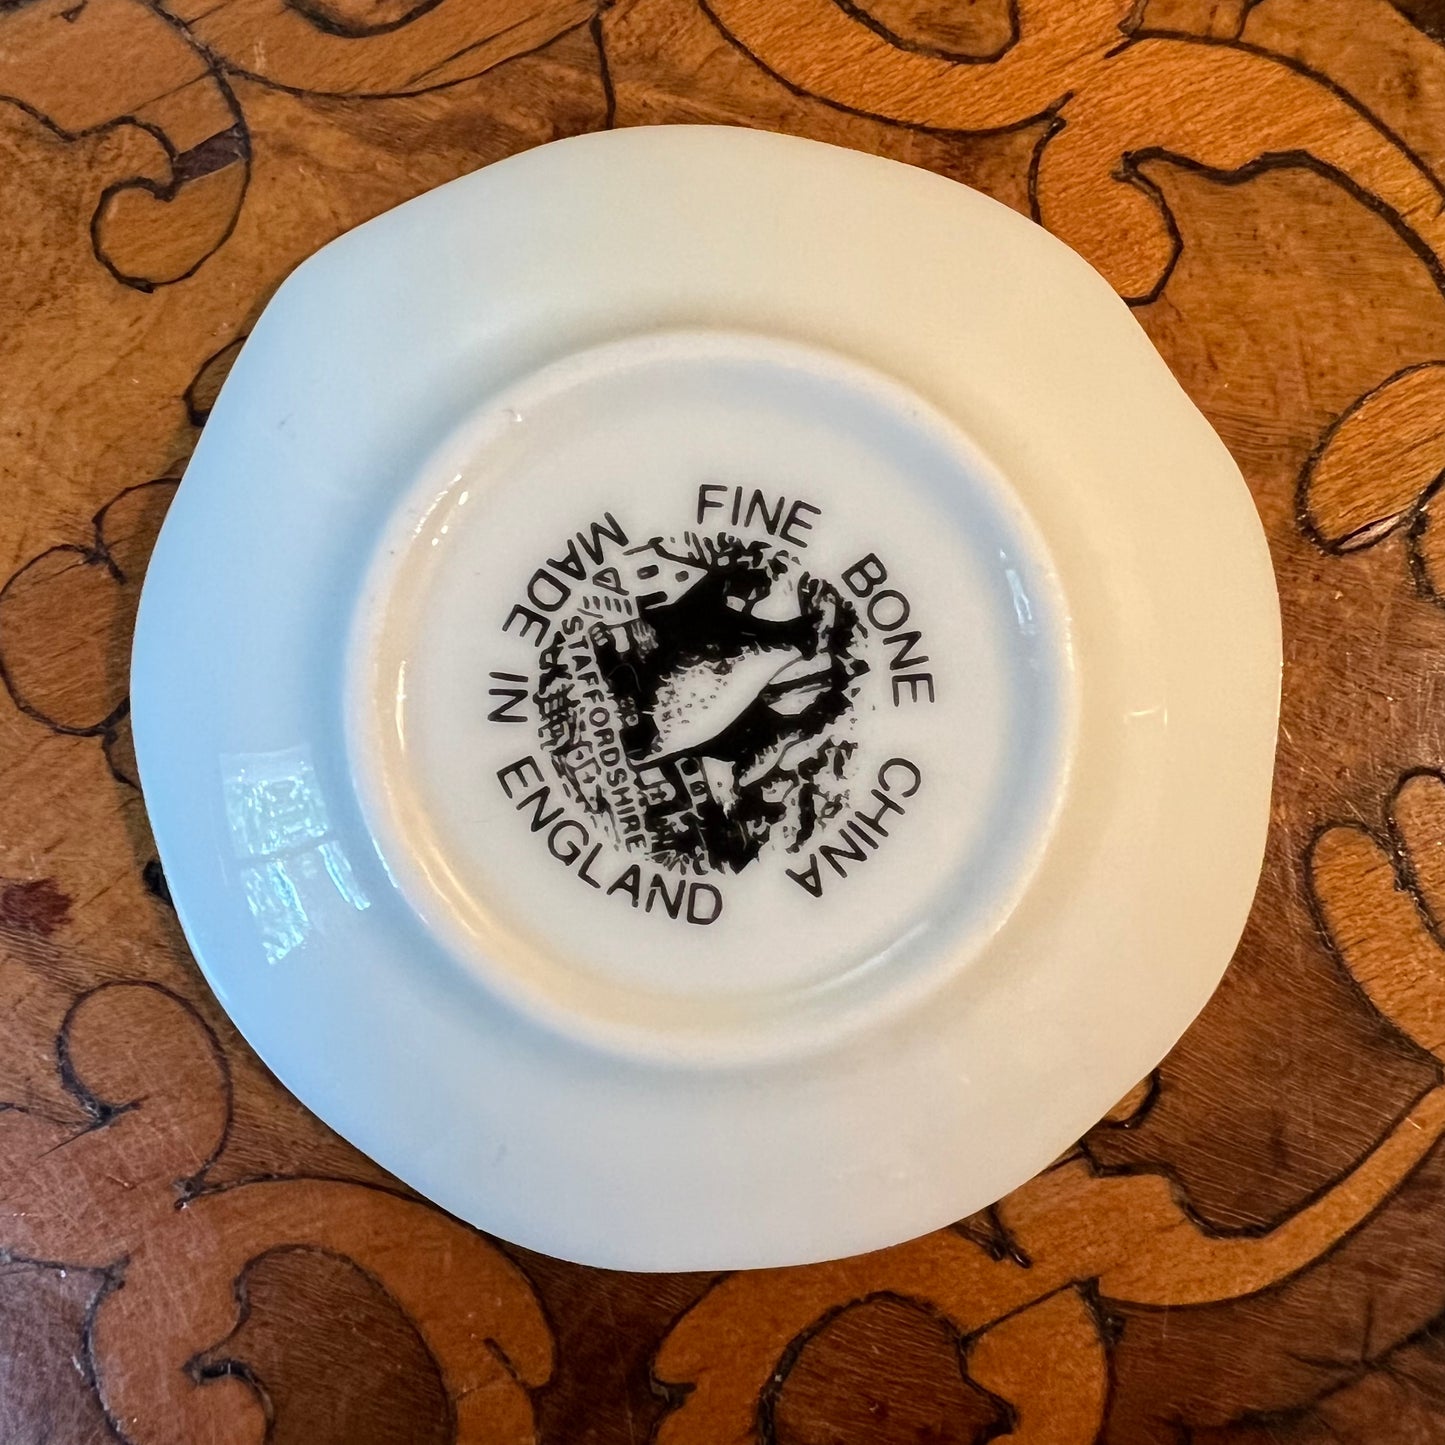 FINE BONE CHINA
STAFFORDSHIRE
MADE IN ENGLAND